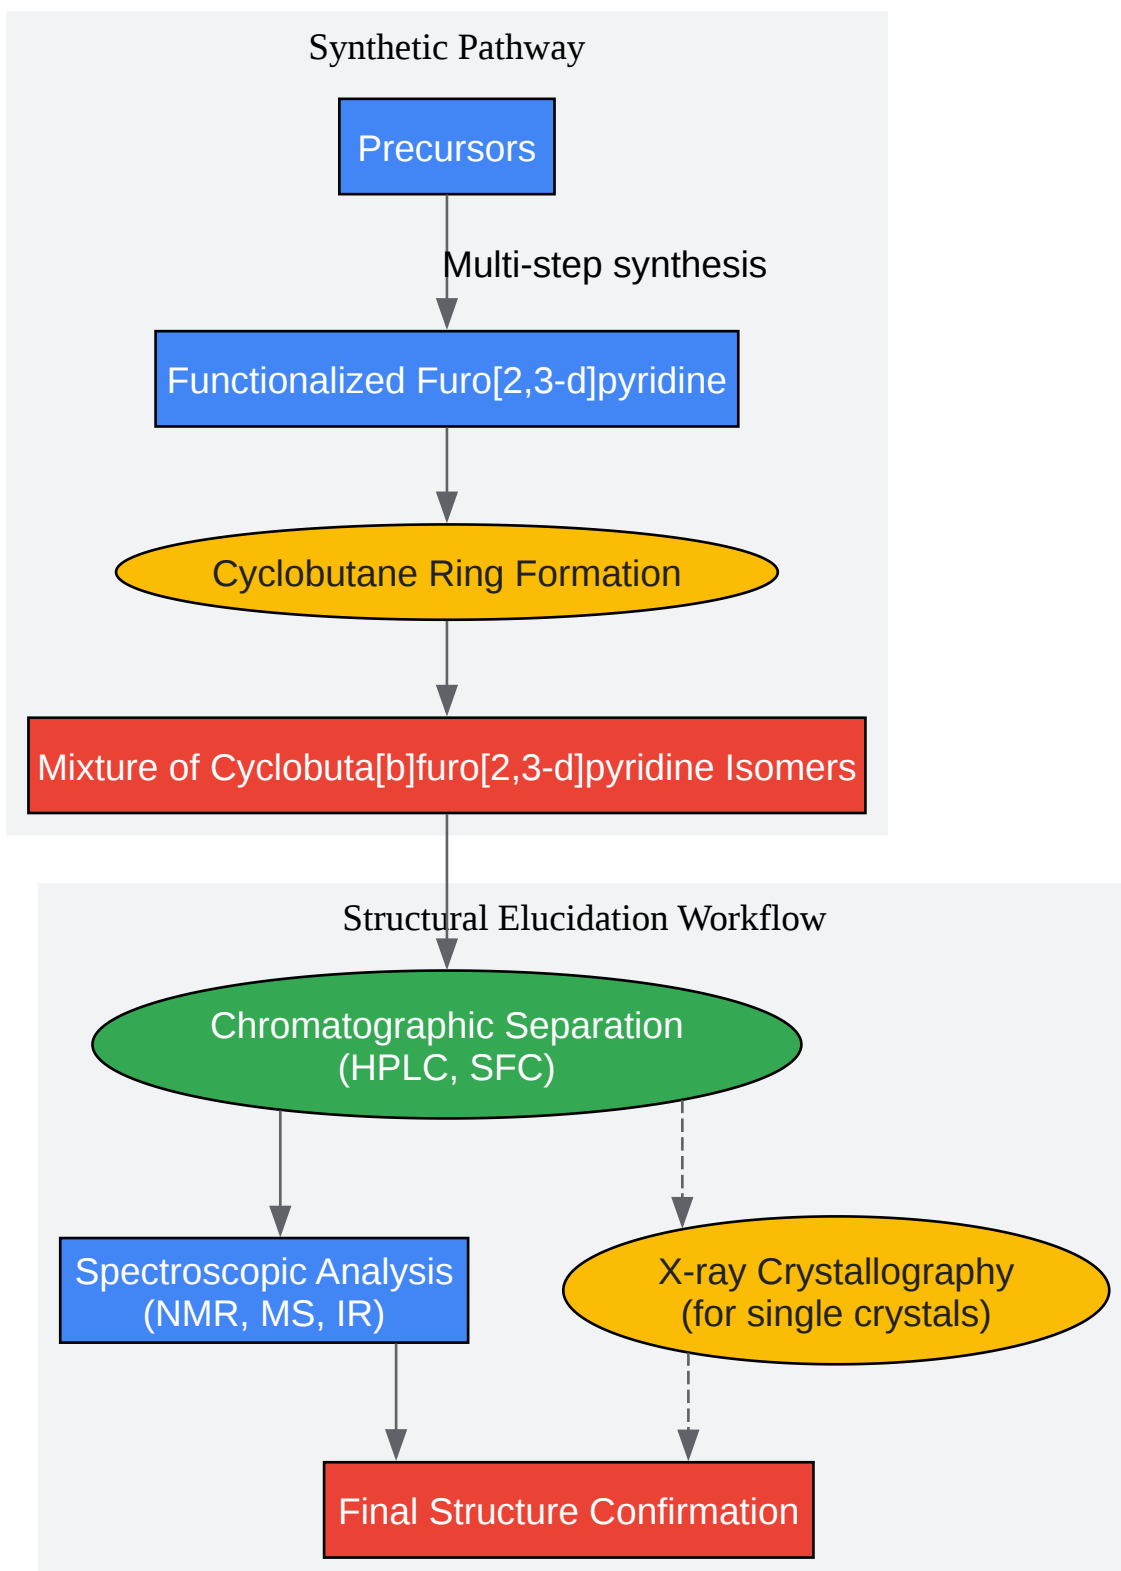 Synthetic Pathway
Precursors
Multi-step synthesis
Functionalized Furo[2,3-d]pyridine
Cyclobutane Ring Formation
Mixture of Cyclobuta[b]furo[2,3-d]pyridine Isomers
Structural Elucidation Workflow
Chromatographic Separation
(HPLC, SFC)
Spectroscopic Analysis
(NMR, MS, IR)
X-ray Crystallography
(for single crystals)
Final Structure Confirmation